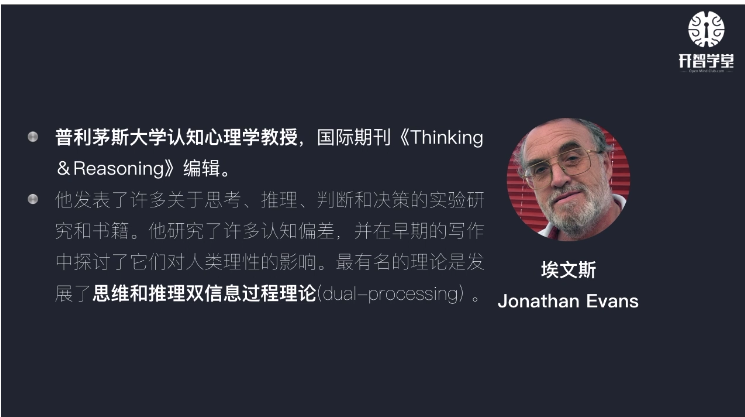 开智学堂
普利茅斯大学认知心理学教授，国际期刊《Thinking
＆Reasoning》编辑。
他发表了许多关于思考、推理、判断和决策的实验研
究和书籍。他研究了许多认知偏差，并在早期的写作
中探讨了它们对人类理性的影响。最有名的理论是发
展了思维和推理双信息过程理论(dual-processing) 。
埃文斯
Jonathan Evans